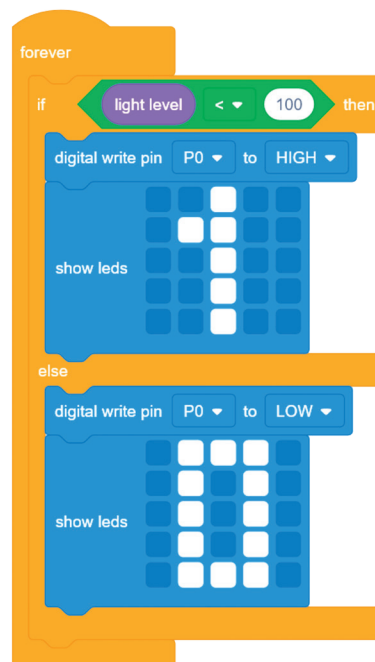 forever
if light level < 100 then
digital write pin P0 to HIGH
show leds
else
digital write pin P0 to LOW
show leds